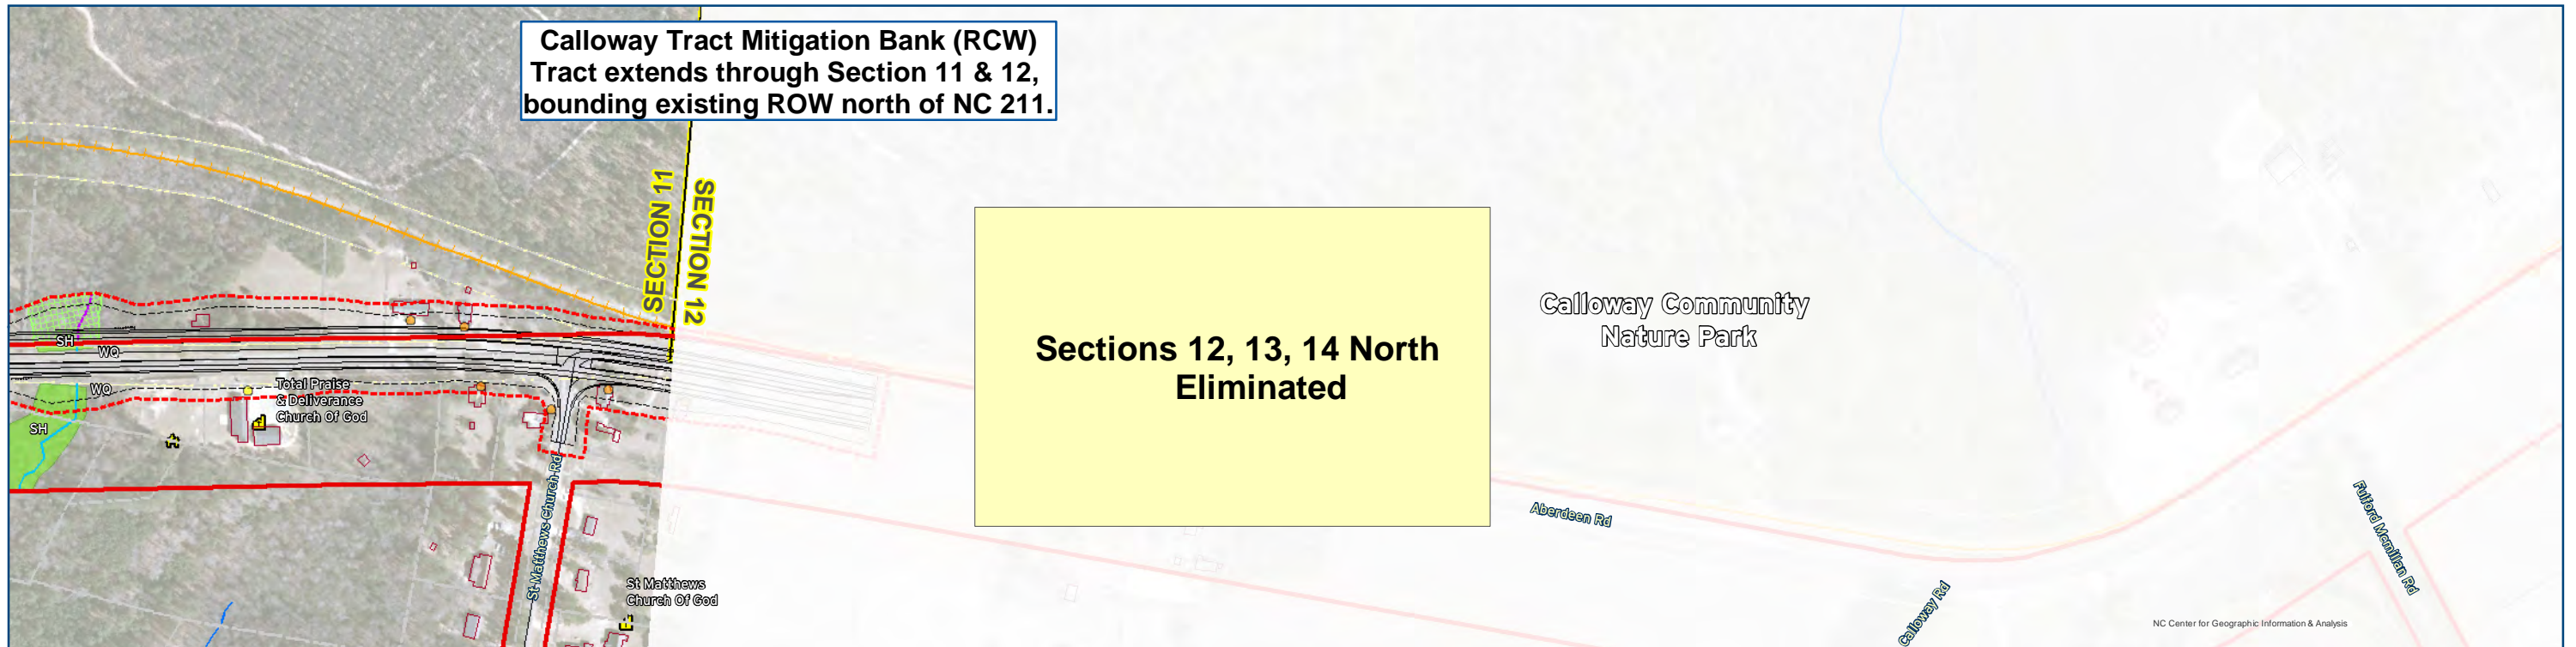 Calloway Tract Mitigation Bank (RCW)
Tract extends through Section 11 & 12,
bounding existing ROW north of NC 211.
SECTION 11
SECTION 12
Calloway Community
Nature Park
Sections 12, 13, 14 North
Eliminated
SH
WQ
WQ
SH
Total Praise
& Deliverance
Church Of God
St Matthews Church Rd
St Matthews
Church Of God
Aberdeen Rd
Calloway Rd
Fulford Mcmillan Rd
NC Center for Geographic Information & Analysis